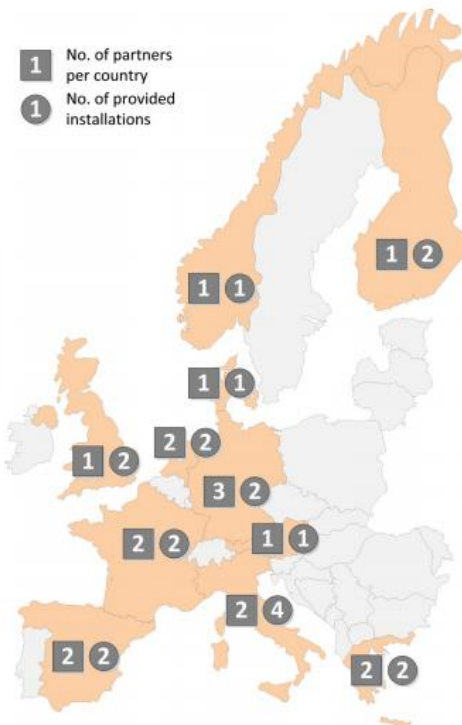 1 No. of partners
per country
1 No. of provided
installations
1 2
1 1
1 1
2 2
1 2
3 2
2 2
1 1
2 4
2 2
2 2